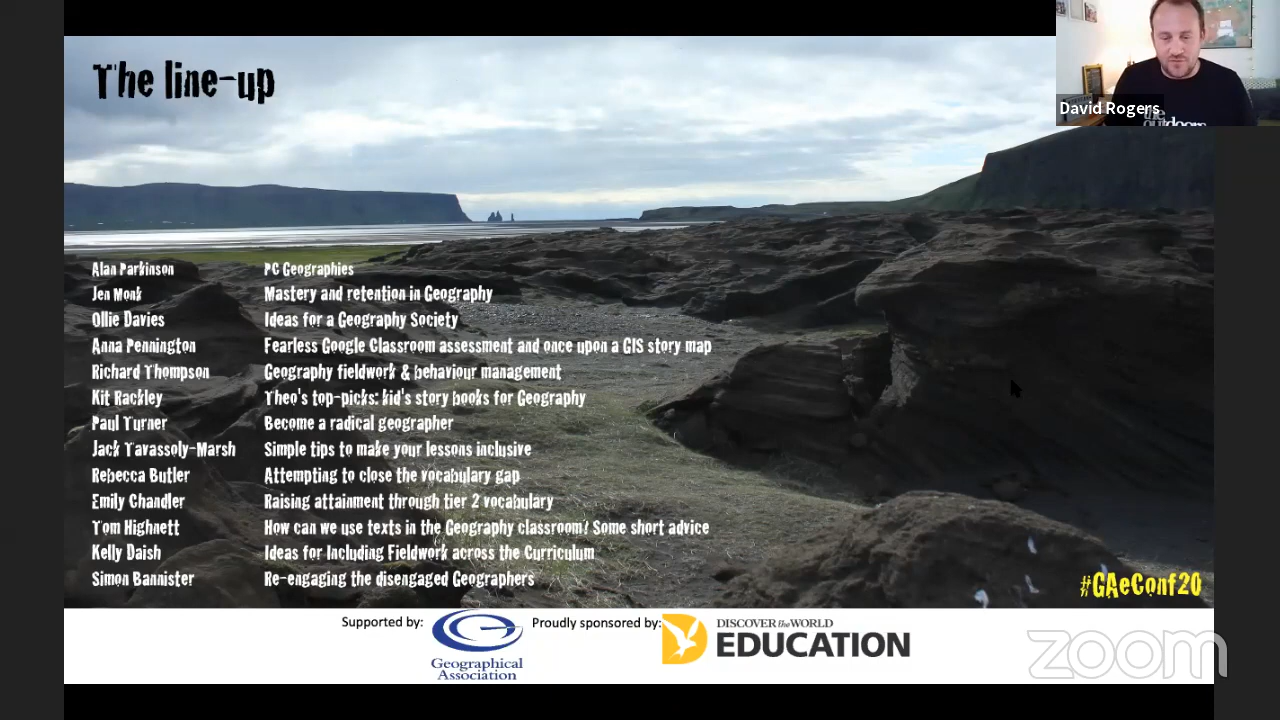 The line-up
David Rogers
the
outdoors
Alan Parkinson PC Geographies
Jen Monk Mastery and retention in Geography
Ollie Davies Ideas for a Geography Society
Anna Pennington Fearless Google Classroom assessment and once upon a GIS story map
Richard Thompson Geography fieldwork & behaviour management
Kit Rackley Theo's top-picks: kid's story books for Geography
Paul Turner Become a radical geographer
Jack Tavassoly-Marsh Simple tips to make your lessons inclusive
Rebecca Butler Attempting to close the vocabulary gap
Emily Chandler Raising attainment through tier 2 vocabulary
Tom Highnett How can we use texts in the Geography classroom? Some short advice
Kelly Daish Ideas for Including Fieldwork across the Curriculum
Simon Bannister Re-engaging the disengaged Geographers
#GAeConf20
Supported by:
Geographical
Association
Proudly sponsored by:
DISCOVER the WORLD
EDUCATION
zoom